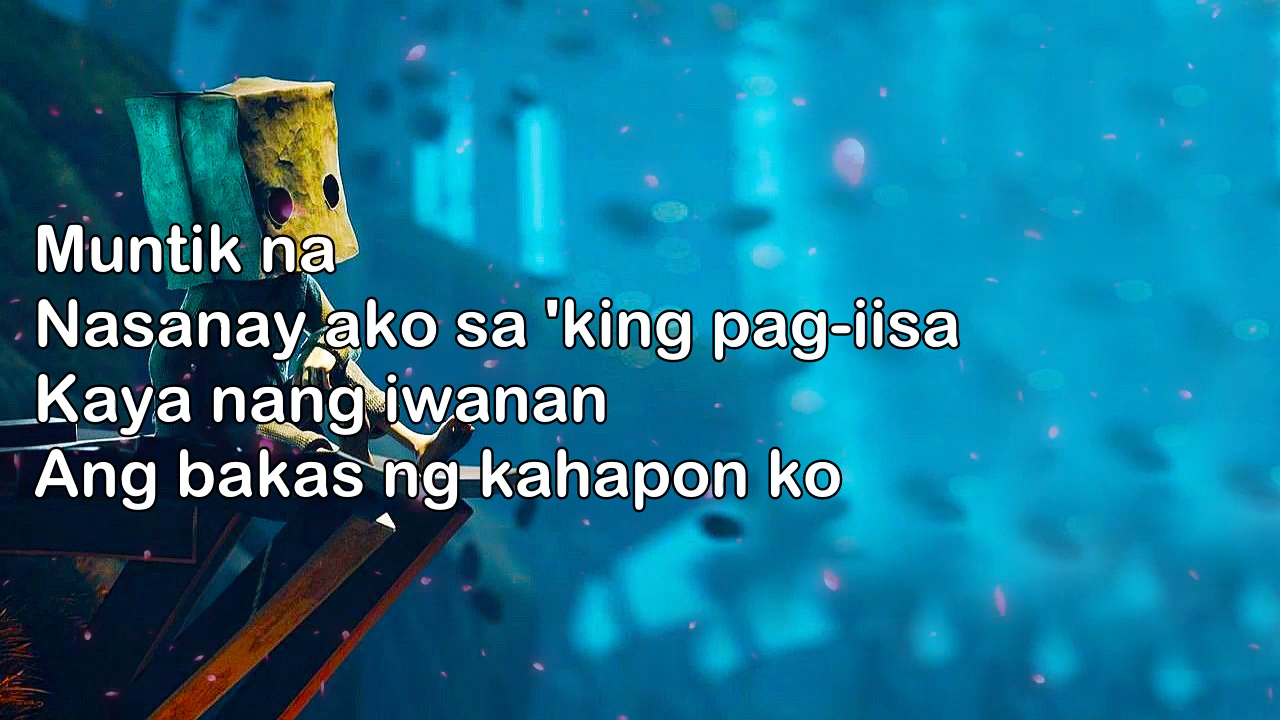 Muntik na
Nasanay ako sa 'king pag-iisa
Kaya nang iwanan
Ang bakas ng kahapon ko